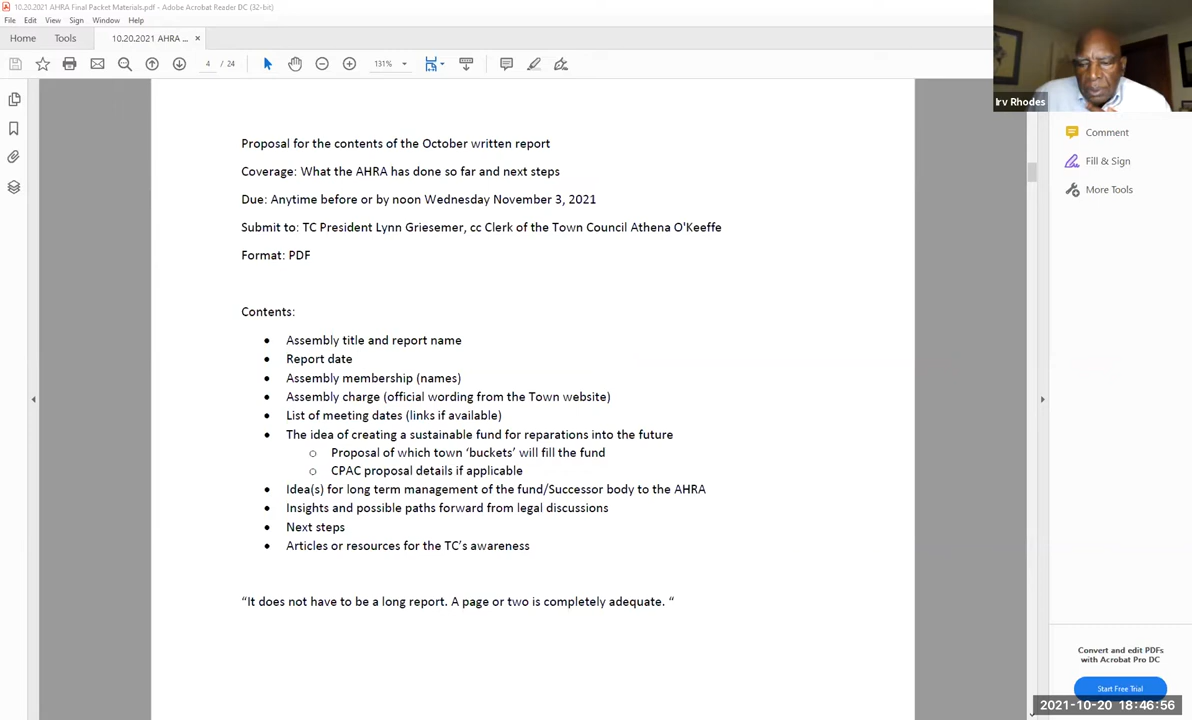 10.20.2021 AHRA Final Packet Materials.pdf - Adobe Acrobat Reader DC (32-bit)
File Edit View Sign Window Help
Home Tools 10.20.2021 AHRA ... ×
4 / 24 131%
Irv Rhodes
Comment
Fill & Sign
More Tools
Proposal for the contents of the October written report
Coverage: What the AHRA has done so far and next steps
Due: Anytime before or by noon Wednesday November 3, 2021
Submit to: TC President Lynn Griesemer, cc Clerk of the Town Council Athena O'Keeffe
Format: PDF
Contents:
• Assembly title and report name
• Report date
• Assembly membership (names)
• Assembly charge (official wording from the Town website)
• List of meeting dates (links if available)
• The idea of creating a sustainable fund for reparations into the future
○ Proposal of which town ‘buckets’ will fill the fund
○ CPAC proposal details if applicable
• Idea(s) for long term management of the fund/Successor body to the AHRA
• Insights and possible paths forward from legal discussions
• Next steps
• Articles or resources for the TC’s awareness
“It does not have to be a long report. A page or two is completely adequate. “
Convert and edit PDFs
with Acrobat Pro DC
Start Free Trial
2021-10-20 18:46:56